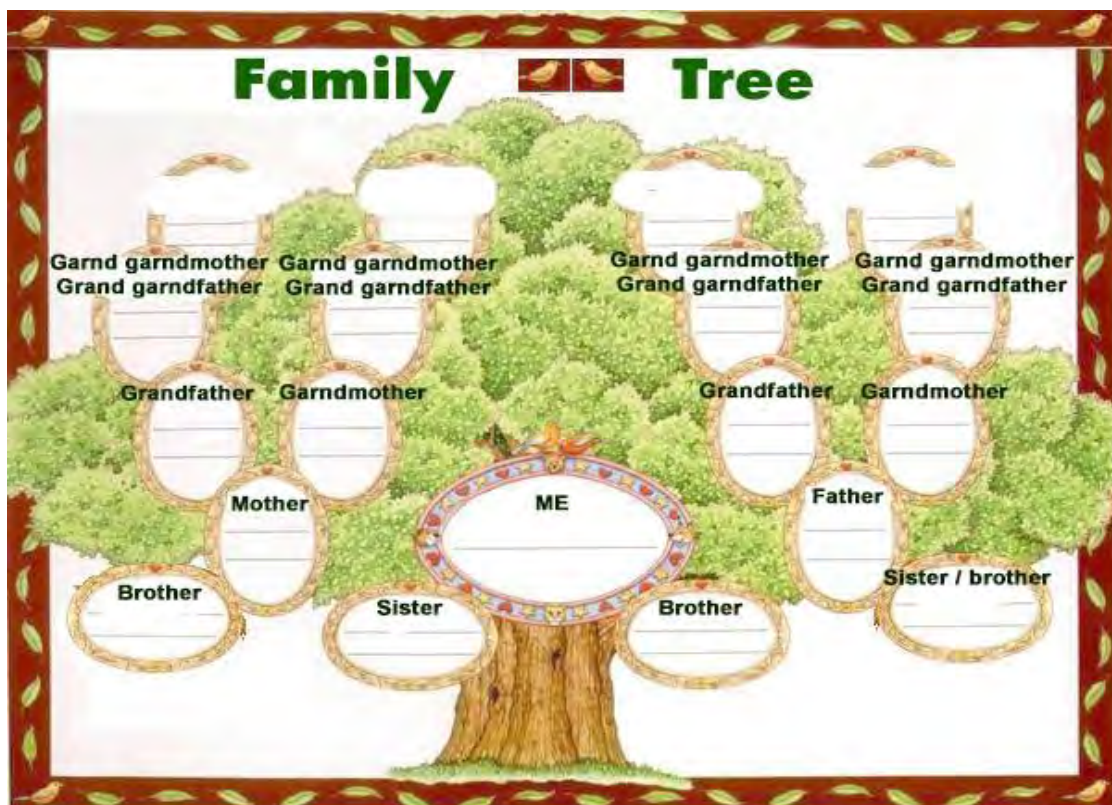 Family Tree
Garnd garndmother Garnd garndmother Garnd garndmother Garnd garndmother
Grand garndfather Grand garndfather Grand garndfather Grand garndfather
Grandfather Garndmother Grandfather Garndmother
Mother ME Father
Brother Sister Brother Sister / brother